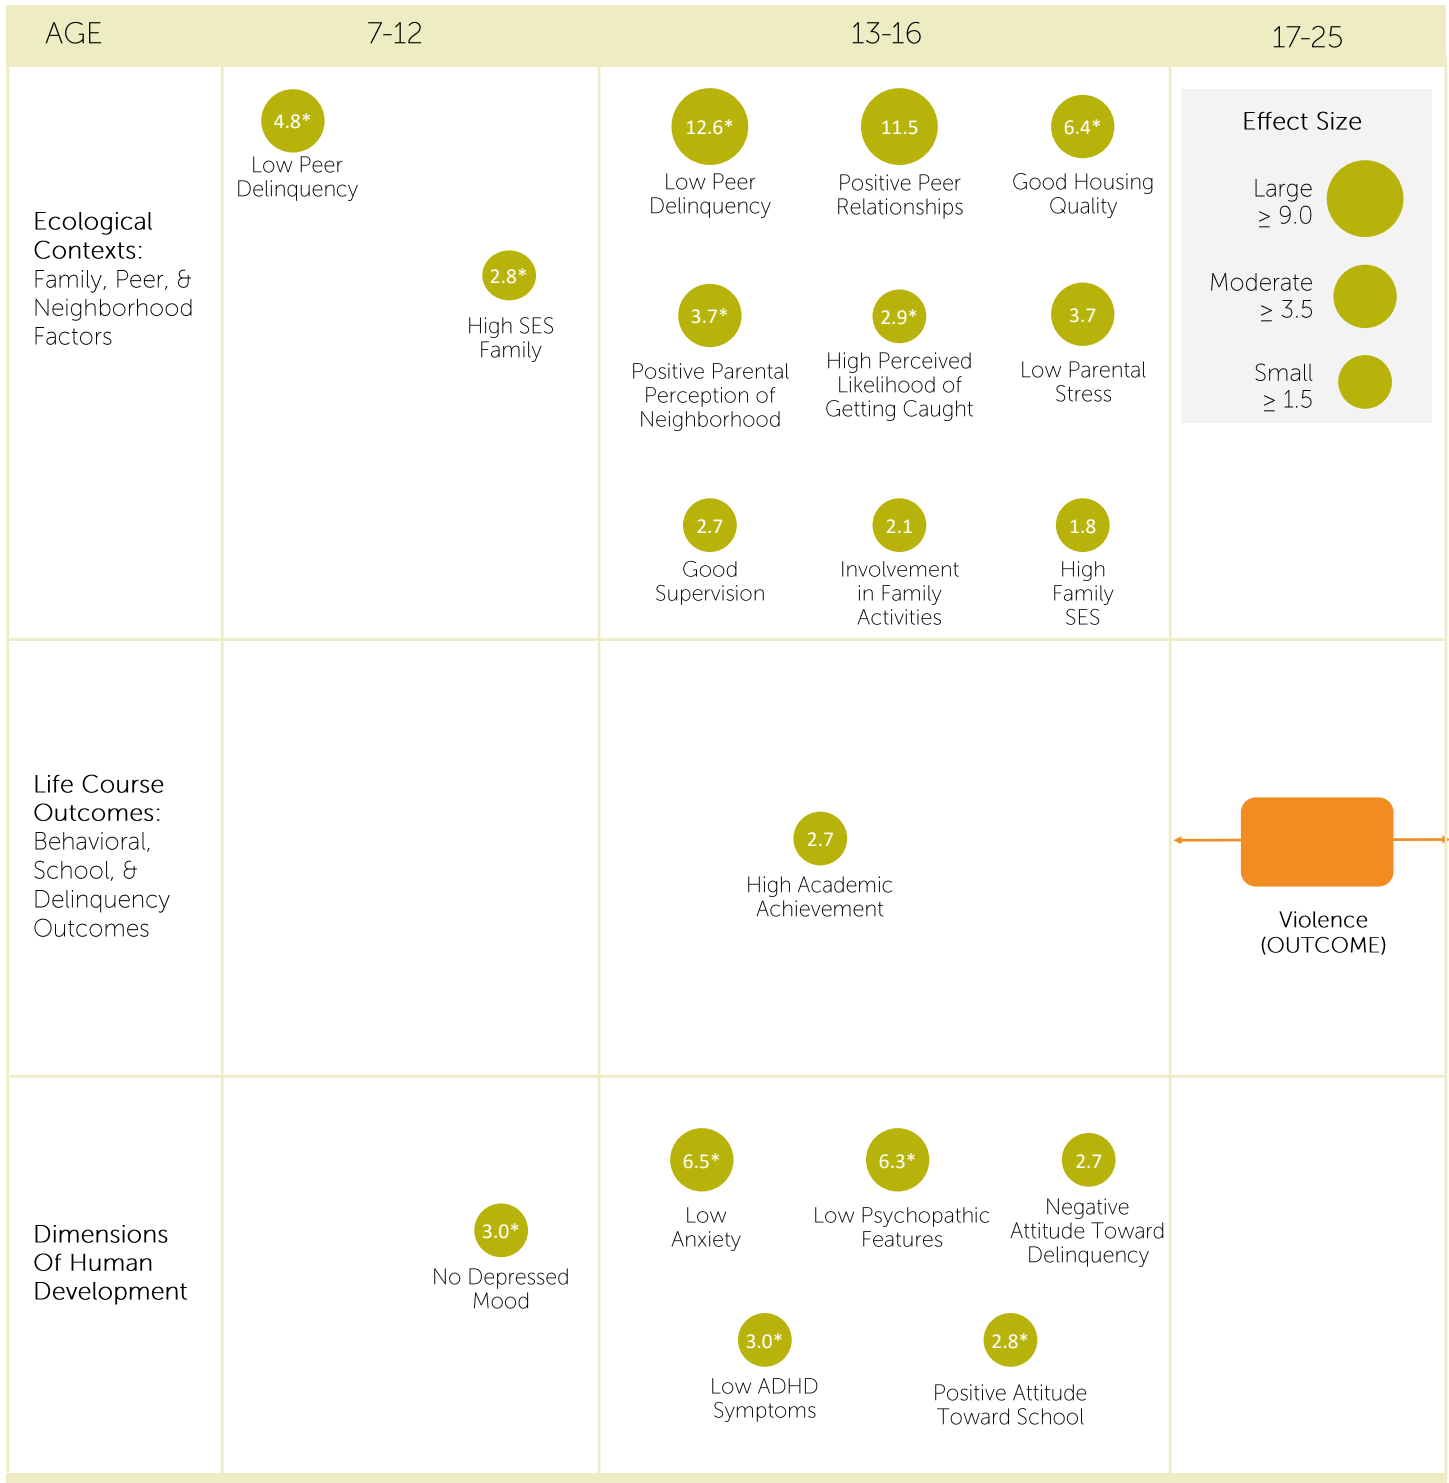 AGE
7-12
13-16
17-25
Ecological
Contexts:
Family, Peer, &
Neighborhood
Factors
4.8*
Low Peer
Delinquency
2.8*
High SES
Family
12.6*
Low Peer
Delinquency
11.5
Positive Peer
Relationships
6.4*
Good Housing
Quality
3.7*
Positive Parental
Perception of
Neighborhood
2.9*
High Perceived
Likelihood of
Getting Caught
3.7
Low Parental
Stress
2.7
Good
Supervision
2.1
Involvement
in Family
Activities
1.8
High
Family
SES
Effect Size
Large
≥ 9.0
Moderate
≥ 3.5
Small
≥ 1.5
Life Course
Outcomes:
Behavioral,
School, &
Delinquency
Outcomes
2.7
High Academic
Achievement
Violence
(OUTCOME)
Dimensions
Of Human
Development
3.0*
No Depressed
Mood
6.5*
Low
Anxiety
6.3*
Low Psychopathic
Features
2.7
Negative
Attitude Toward
Delinquency
3.0*
Low ADHD
Symptoms
2.8*
Positive Attitude
Toward School